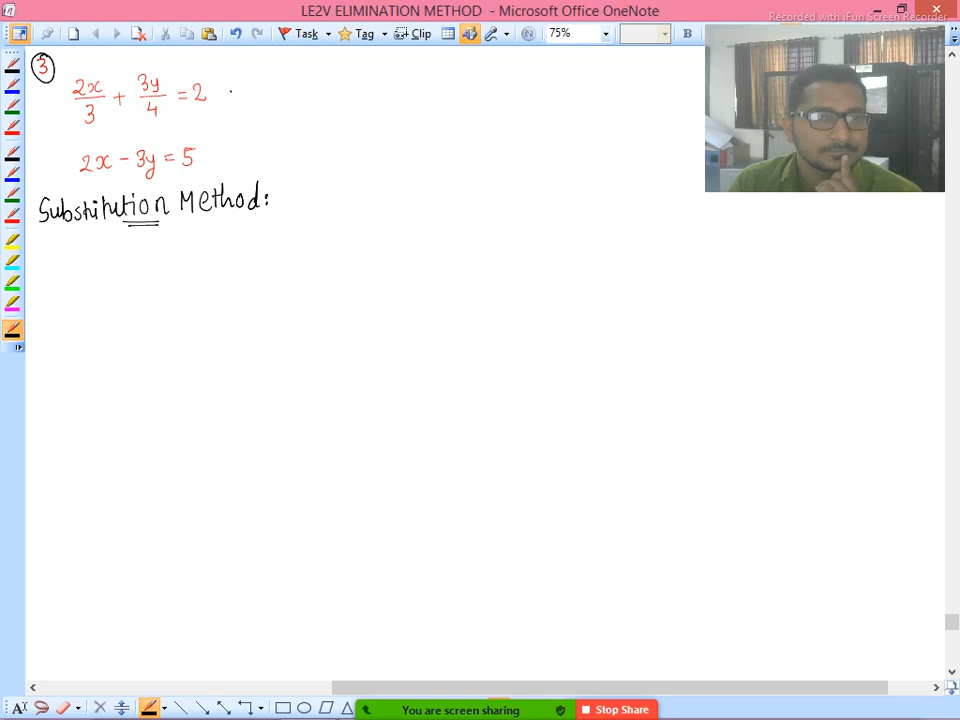 LE2V ELIMINATION METHOD - Microsoft Office OneNote
Recorded with iFun Screen Recorder
Task Tag Clip 75% B
3
2x/3 + 3y/4 = 2
2x - 3y = 5
Substitution Method:
You are screen sharing Stop Share